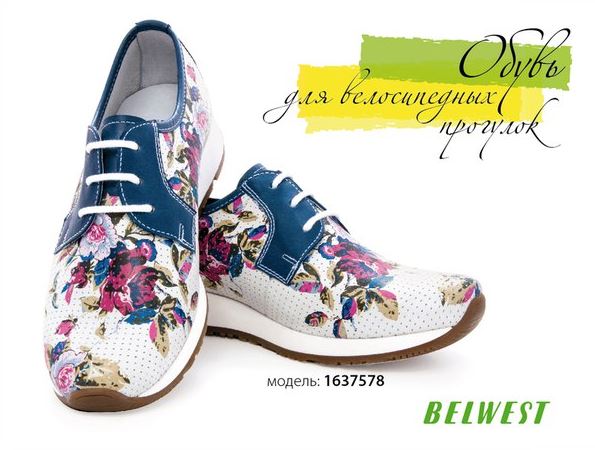 Обувь
для велосипедных
прогулок
модель: 1637578
BELWEST